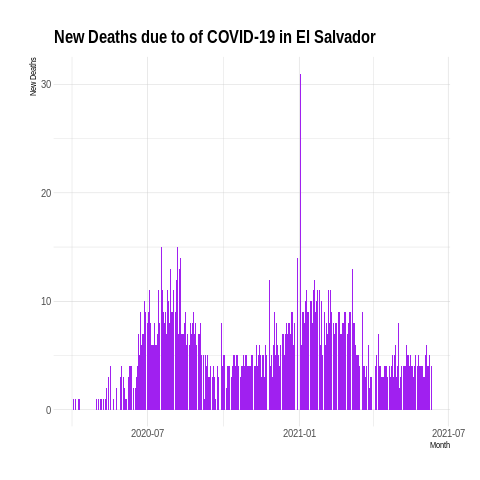 New Deaths due to of COVID-19 in El Salvador
New Deaths
30
20
10
0
2020-07
2021-01
2021-07
Month